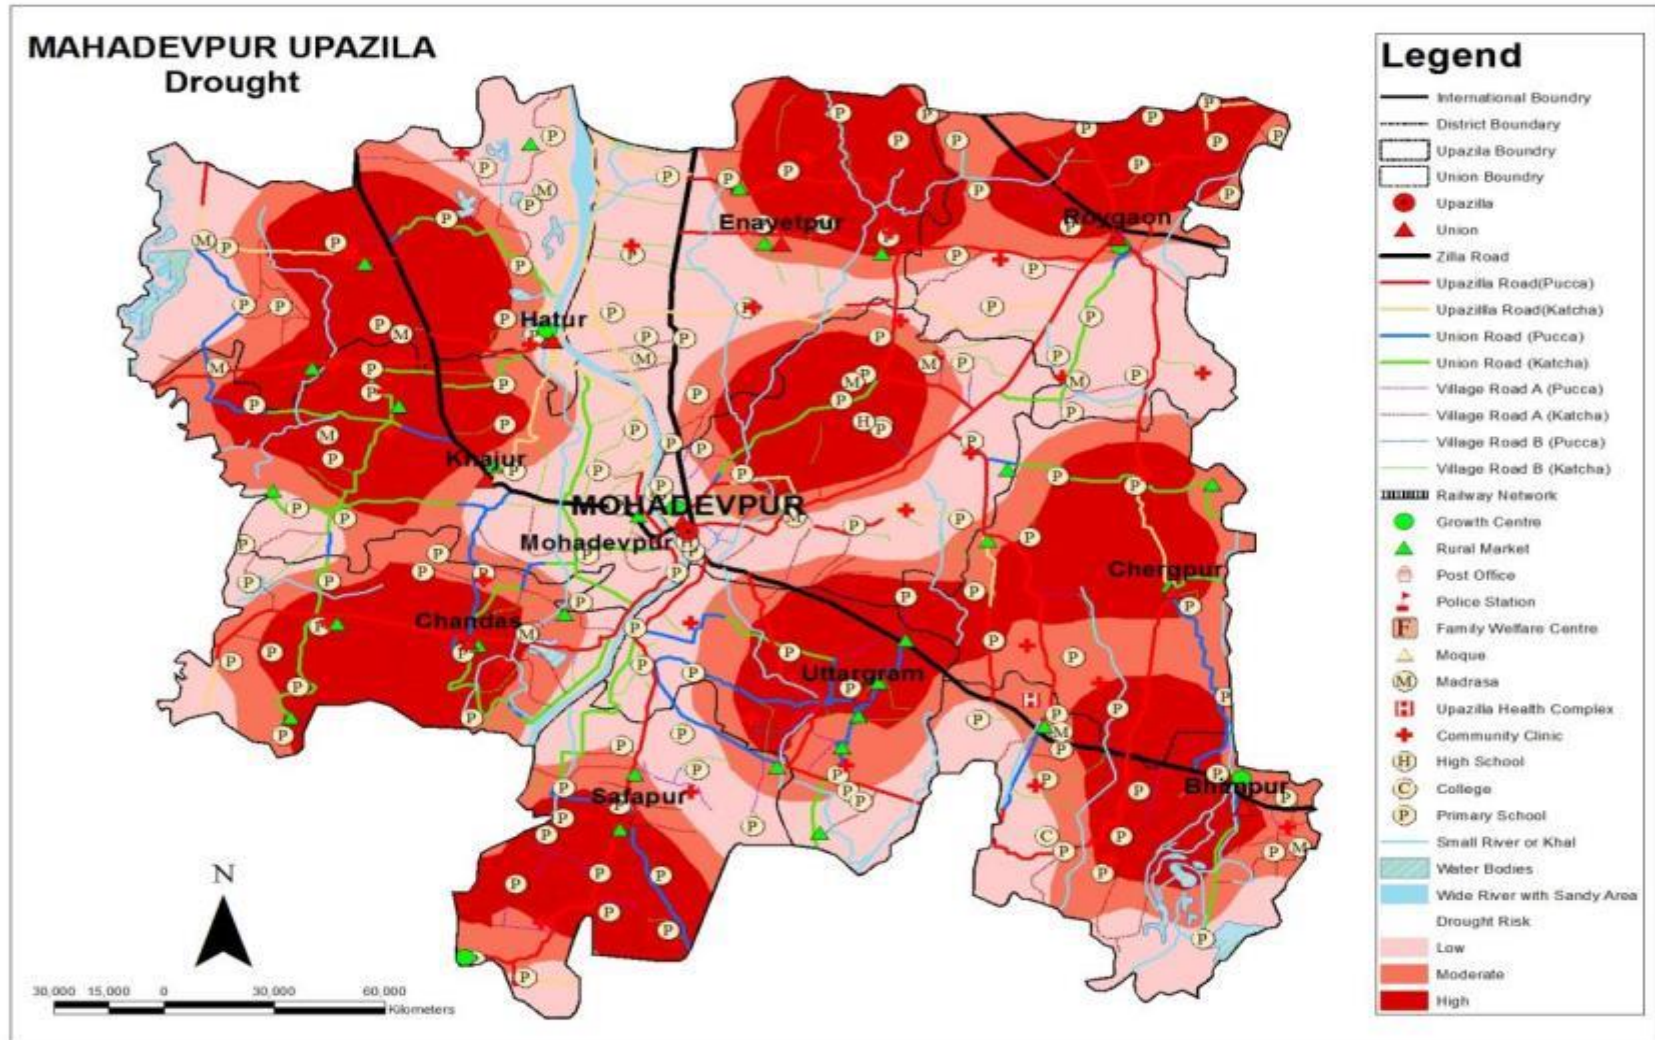 MAHADEVPUR UPAZILA
Drought
Enayetpur
Roygaon
Hatur
Khajur
MOHADEVPUR
Mohadevpur
Chergpur
Chandas
Uttargram
Safapur
Bhimpur
N
30,000 15,000 0 30,000 60,000
Kilometers
Legend
International Boundry
District Boundary
Upazila Boundry
Union Boundry
Upazilla
Union
Zilla Road
Upazilla Road(Pucca)
Upazillla Road(Katcha)
Union Road (Pucca)
Union Road (Katcha)
Village Road A (Pucca)
Village Road A (Katcha)
Village Road B (Pucca)
Village Road B (Katcha)
Railway Network
Growth Centre
Rural Market
Post Office
Police Station
F Family Welfare Centre
Moque
M Madrasa
H Upazilla Health Complex
Community Clinic
H High School
C College
P Primary School
Small River or Khal
Water Bodies
Wide River with Sandy Area
Drought Risk
Low
Moderate
High